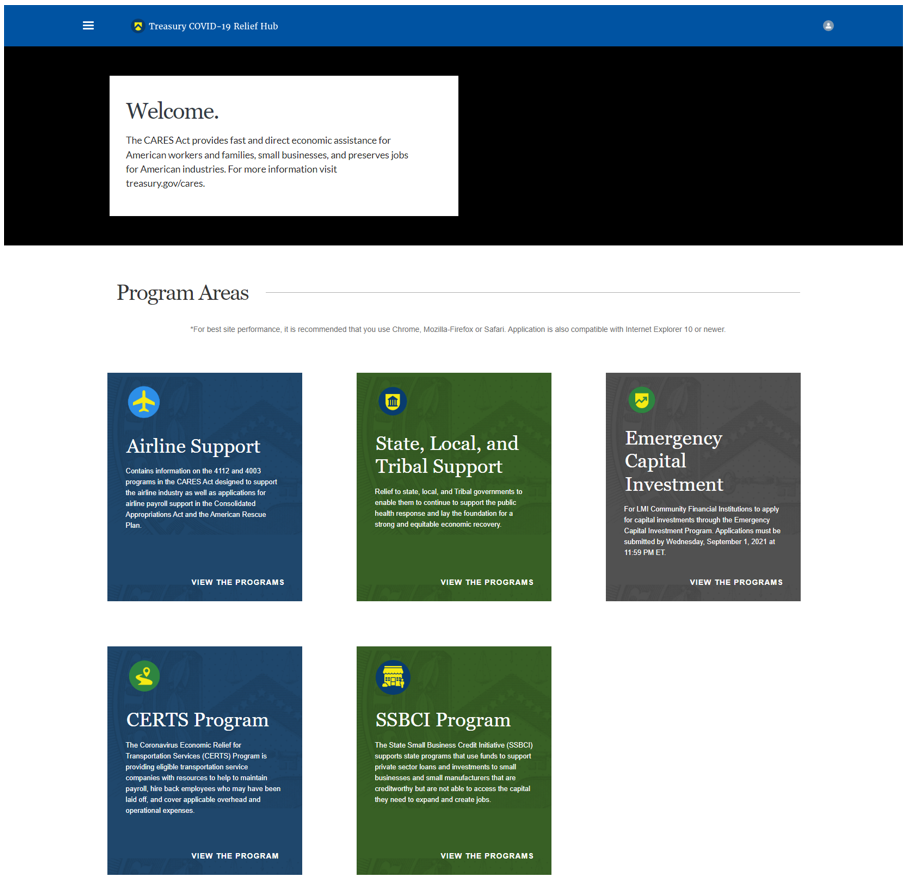 Treasury COVID-19 Relief Hub
Welcome.
The CARES Act provides fast and direct economic assistance for
American workers and families, small businesses, and preserves jobs
for American industries. For more information visit
treasury.gov/cares.
Program Areas
*For best site performance, it is recommended that you use Chrome, Mozilla-Firefox or Safari. Application is also compatible with Internet Explorer 10 or newer.
Airline Support
Contains information on the 4112 and 4003
programs in the CARES Act designed to support
the airline industry as well as applications for
airline payroll support in the Consolidated
Appropriations Act and the American Rescue
Plan.
VIEW THE PROGRAMS
State, Local, and
Tribal Support
Relief to state, local, and Tribal governments to
enable them to continue to support the public
health response and lay the foundation for a
strong and equitable economic recovery.
VIEW THE PROGRAMS
Emergency
Capital
Investment
For LMI Community Financial Institutions to apply
for capital investments through the Emergency
Capital Investment Program. Applications must be
submitted by Wednesday, September 1, 2021 at
11:59 PM ET.
VIEW THE PROGRAMS
CERTS Program
The Coronavirus Economic Relief for
Transportation Services (CERTS) Program is
providing eligible transportation service
companies with resources to help to maintain
payroll, hire back employees who may have been
laid off, and cover applicable overhead and
operational expenses.
VIEW THE PROGRAM
SSBCI Program
The State Small Business Credit Initiative (SSBCI)
supports state programs that use funds to support
private sector loans and investments to small
businesses and small manufacturers that are
creditworthy but are not able to access the capital
they need to expand and create jobs.
VIEW THE PROGRAMS